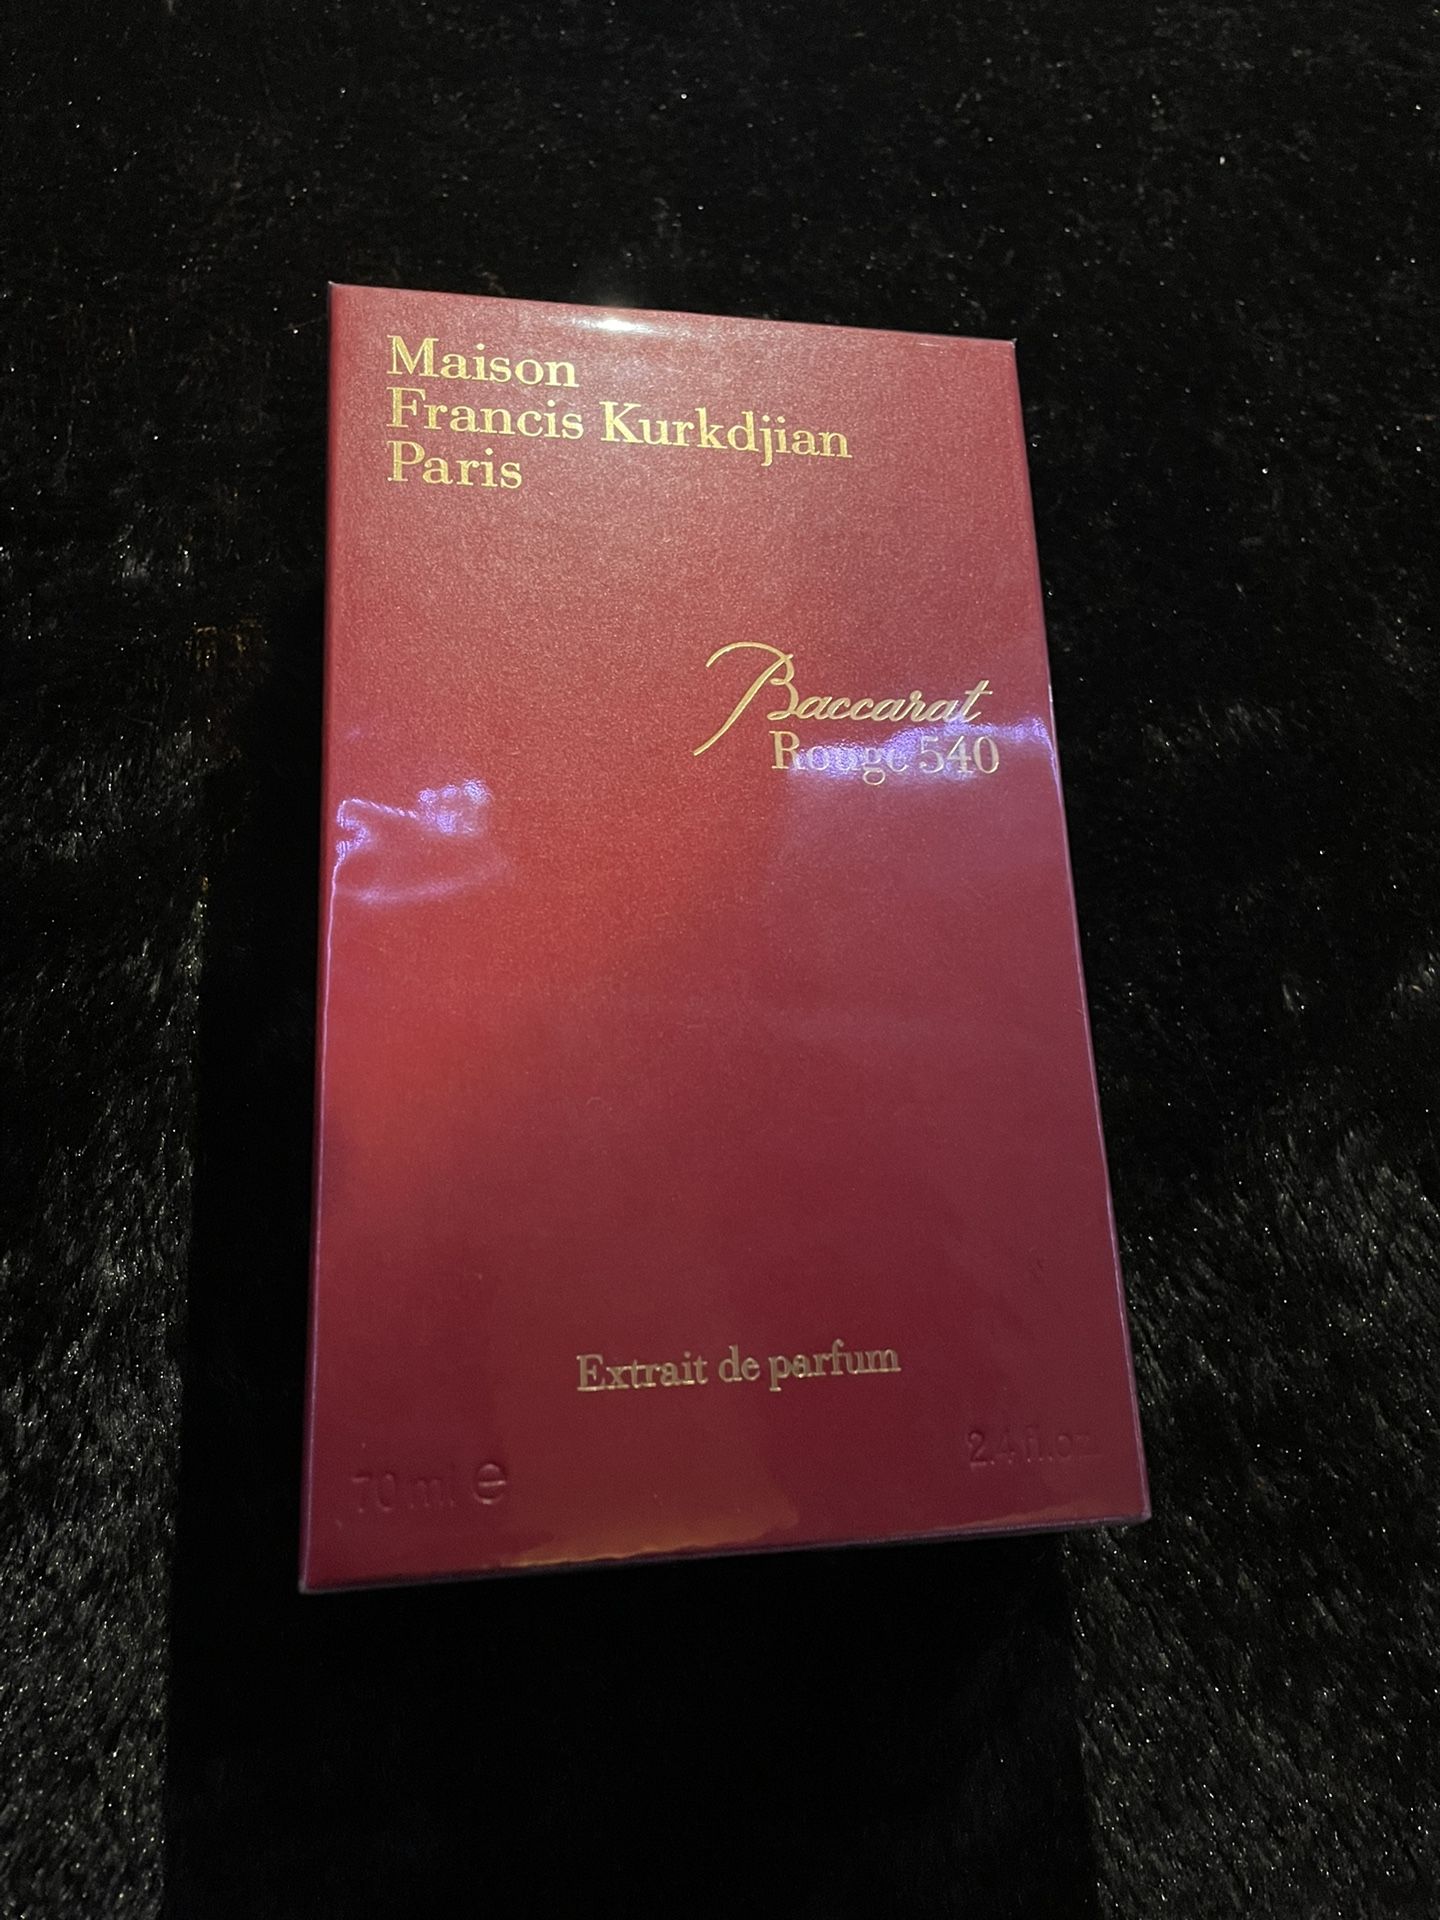 Maison
Francis Kurkdjian
Paris
Baccarat
Rouge 540
Extrait de parfum
70 ml e
2.4 fl.oz